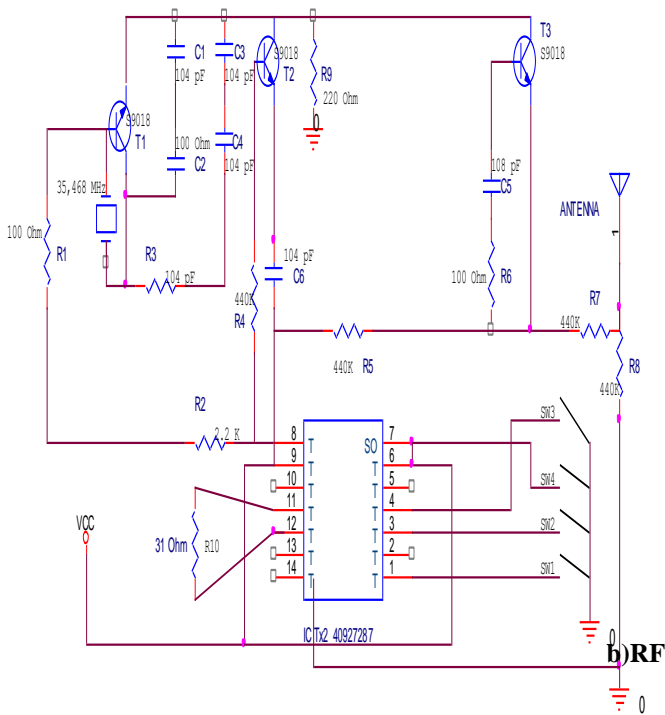 T3
S9018
C1
104 pF
C3
104 pF
S9018
T2
R9
220 Ohm
0
S9018
T1
100 Ohm
C2
C4
104 pF
35,468 MHz
108 pF
C5
ANTENNA
1
100 Ohm
R1
R3
104 pF
104 pF
C6
440K
R4
100 Ohm
R6
R7
440K
R5
440K
R8
440K
R2
2.2 K
SW3
8
T
SO
7
9
T
T
6
10
T
T
5
SW4
11
T
T
4
VCC
31 Ohm
R10
12
T
T
3
SW2
13
T
T
2
14
T
T
1
SW1
IC Tx2 40927287
0
b)RF
0